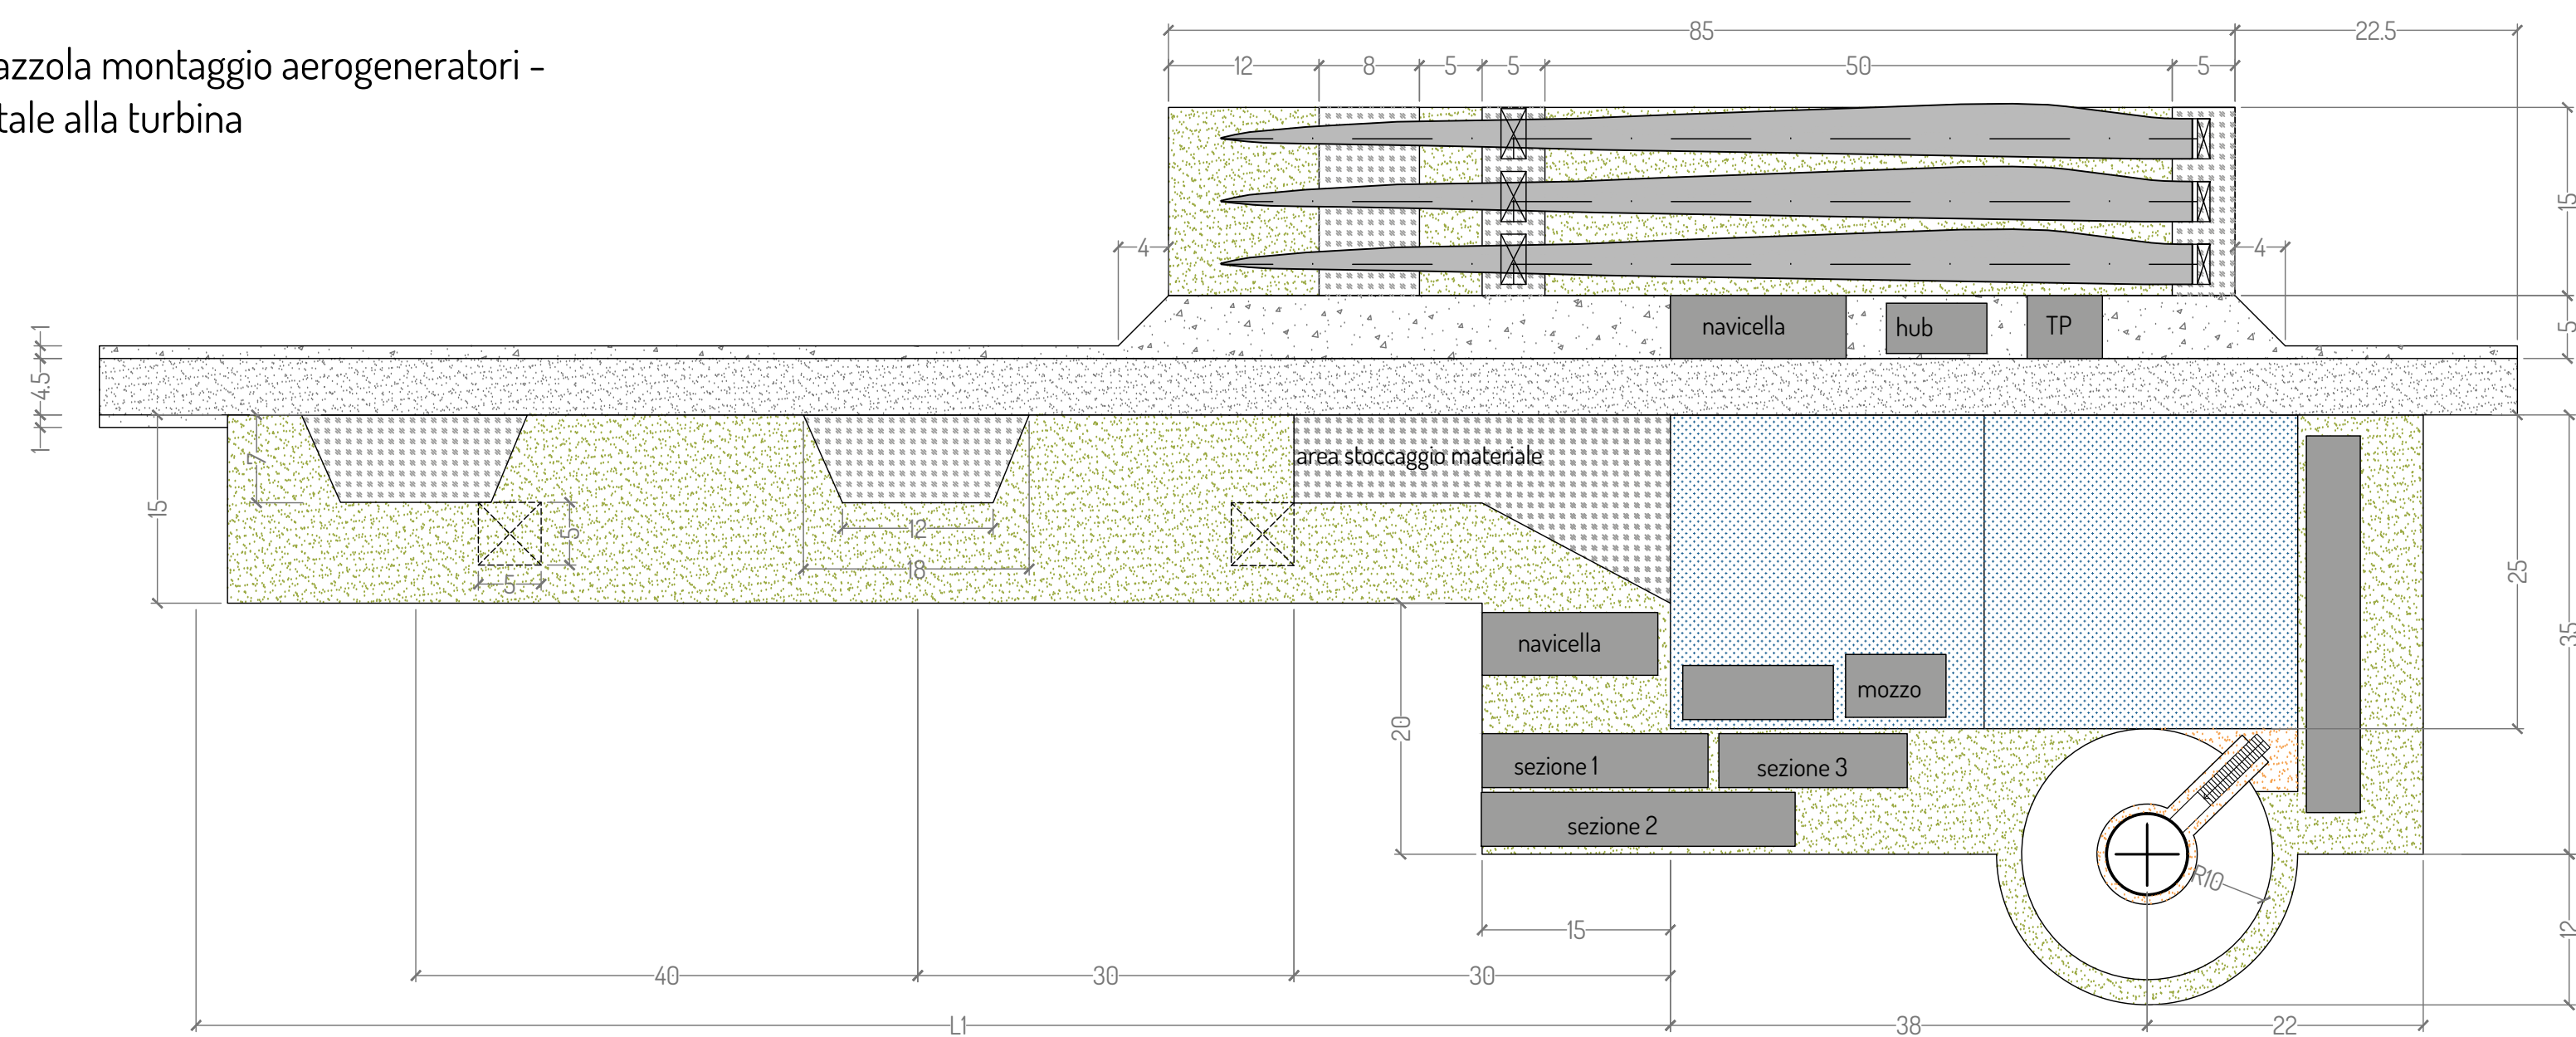 85
22.5
azzola montaggio aerogeneratori -
12
8
5
5
50
5
tale alla turbina
15
4
4
navicella
hub
TP
1
5
4.5
1
area stoccaggio materiale
7
15
12
5
18
5
25
35
navicella
mozzo
20
sezione 1
sezione 3
sezione 2
R10
15
12
40
30
30
L1
38
22